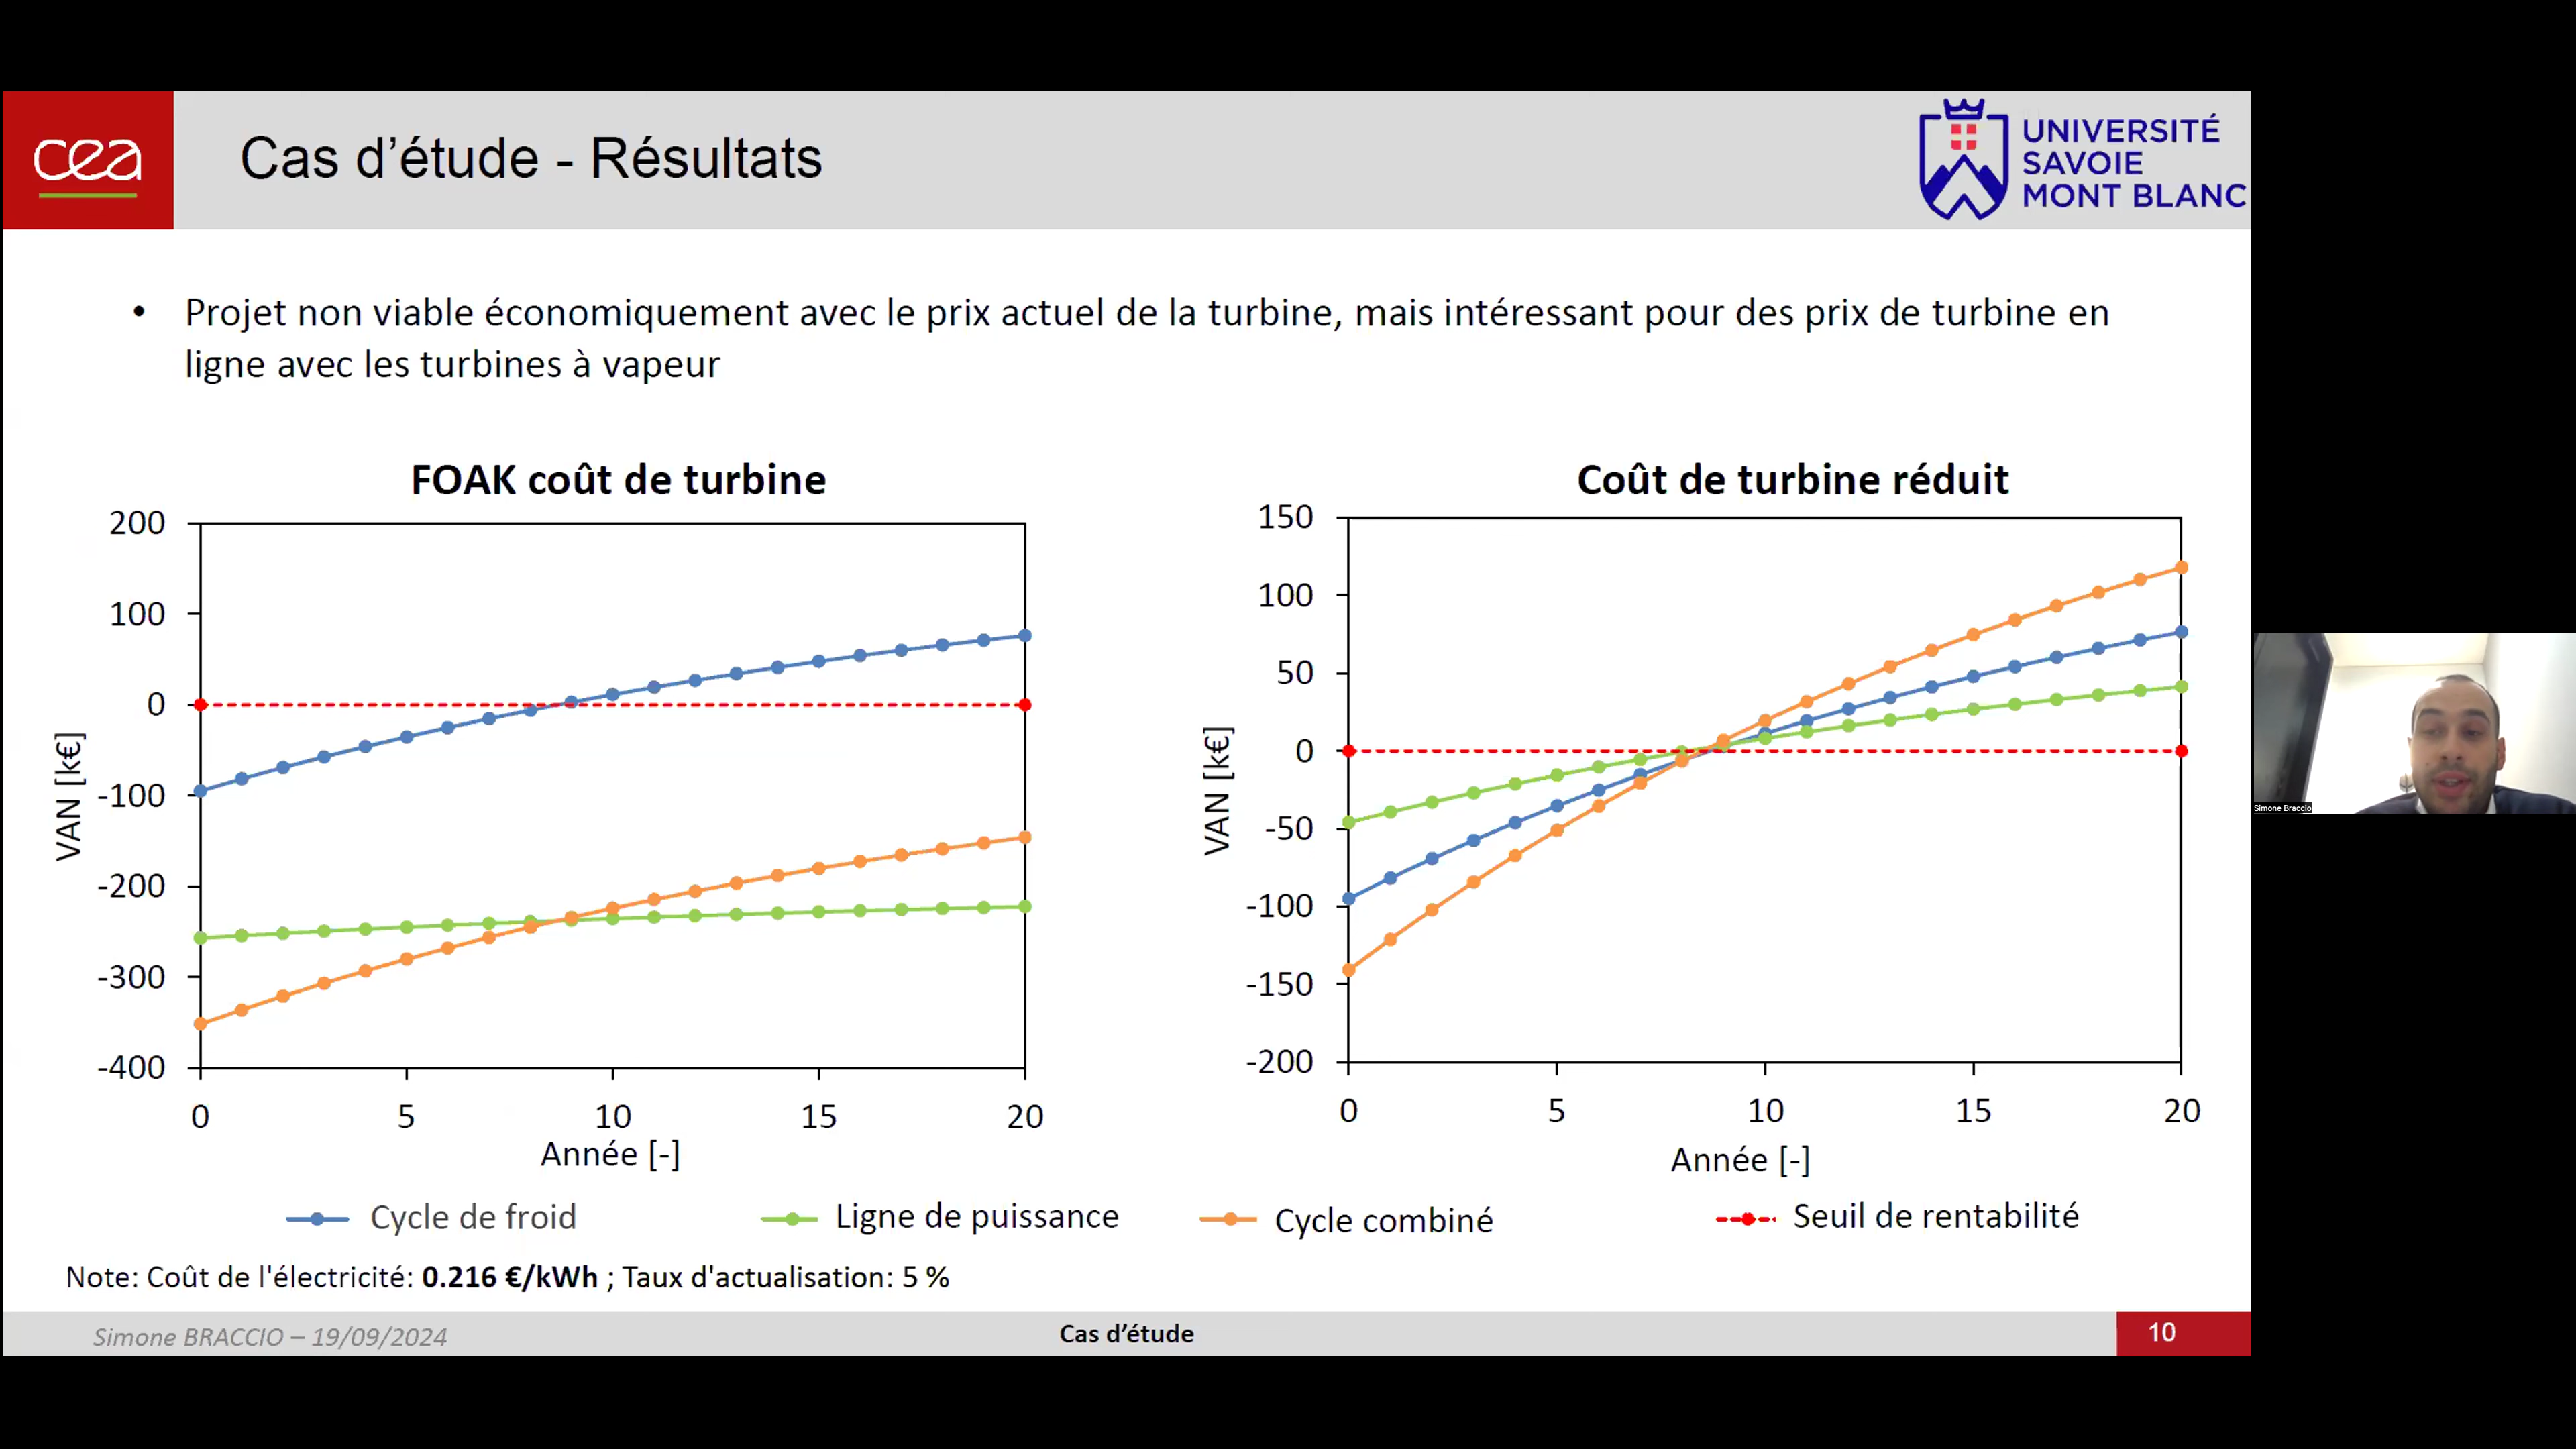 cea
Cas d’étude - Résultats
UNIVERSITÉ
SAVOIE
MONT BLANC
• Projet non viable économiquement avec le prix actuel de la turbine, mais intéressant pour des prix de turbine en
ligne avec les turbines à vapeur
FOAK coût de turbine
200
100
0
-100
-200
-300
-400
VAN [k€]
0 5 10 15 20
Année [-]
Coût de turbine réduit
150
100
50
0
-50
-100
-150
-200
VAN [k€]
0 5 10 15 20
Année [-]
Cycle de froid Ligne de puissance Cycle combiné Seuil de rentabilité
Note: Coût de l'électricité: 0.216 €/kWh ; Taux d'actualisation: 5 %
Simone BRACCIO – 19/09/2024 Cas d’étude 10
Simone Braccio